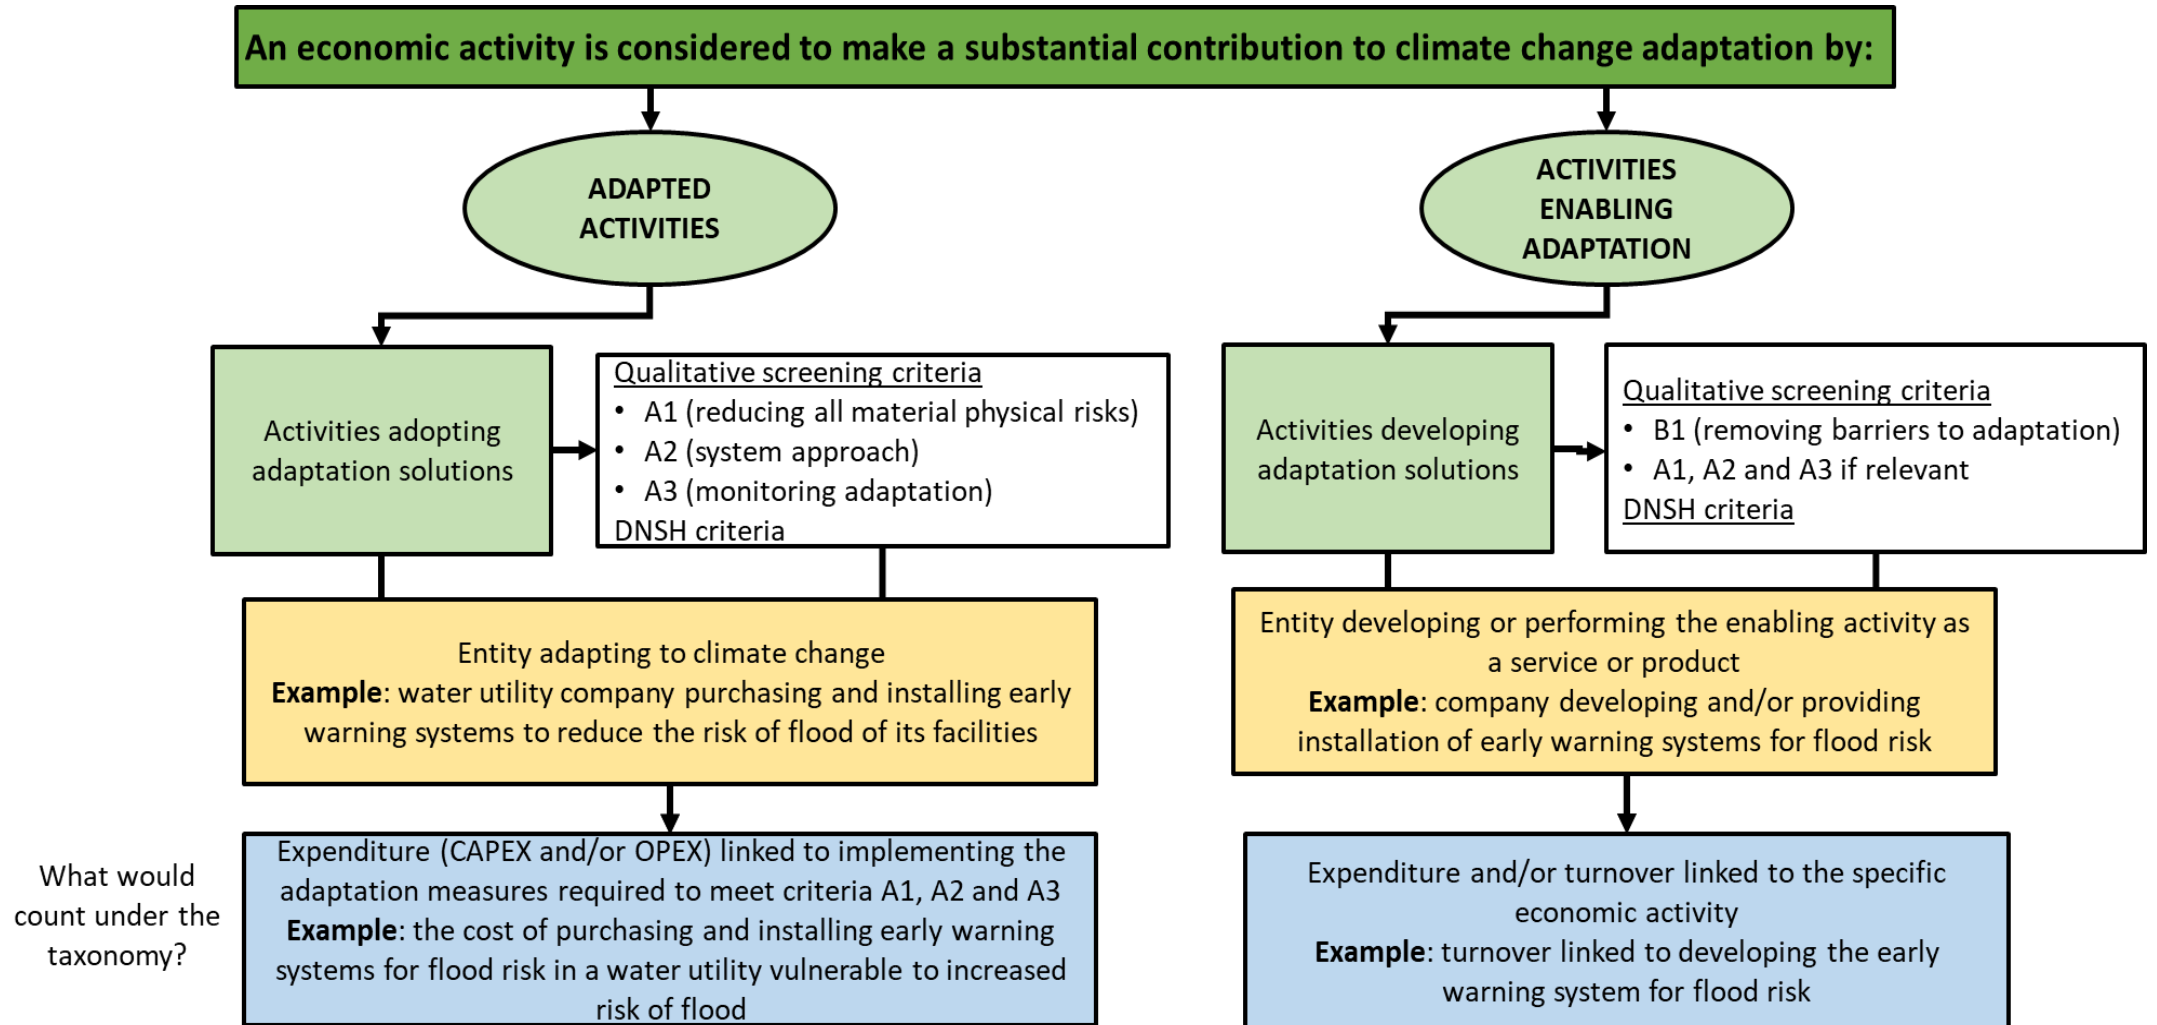 An economic activity is considered to make a substantial contribution to climate change adaptation by:
ADAPTED
ACTIVITIES
Activities adopting
adaptation solutions
Qualitative screening criteria
• A1 (reducing all material physical risks)
• A2 (system approach)
• A3 (monitoring adaptation)
DNSH criteria
Entity adapting to climate change
Example: water utility company purchasing and installing early
warning systems to reduce the risk of flood of its facilities
What would
count under the
taxonomy?
Expenditure (CAPEX and/or OPEX) linked to implementing the
adaptation measures required to meet criteria A1, A2 and A3
Example: the cost of purchasing and installing early warning
systems for flood risk in a water utility vulnerable to increased
risk of flood
ACTIVITIES
ENABLING
ADAPTATION
Activities developing
adaptation solutions
Qualitative screening criteria
• B1 (removing barriers to adaptation)
• A1, A2 and A3 if relevant
DNSH criteria
Entity developing or performing the enabling activity as
a service or product
Example: company developing and/or providing
installation of early warning systems for flood risk
Expenditure and/or turnover linked to the specific
economic activity
Example: turnover linked to developing the early
warning system for flood risk